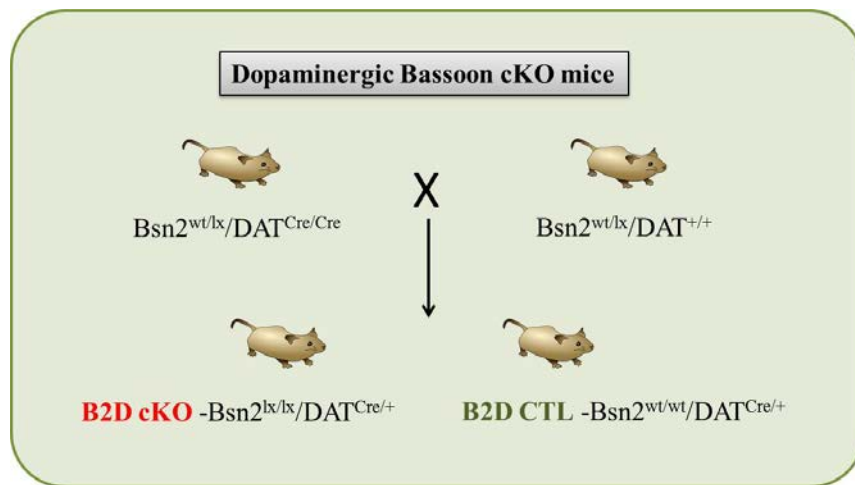 Dopaminergic Bassoon cKO mice
X
Bsn2wt/lx/DATCre/Cre
Bsn2wt/lx/DAT+/+
B2D cKO -Bsn2lx/lx/DATCre/+
B2D CTL -Bsn2wt/wt/DATCre/+